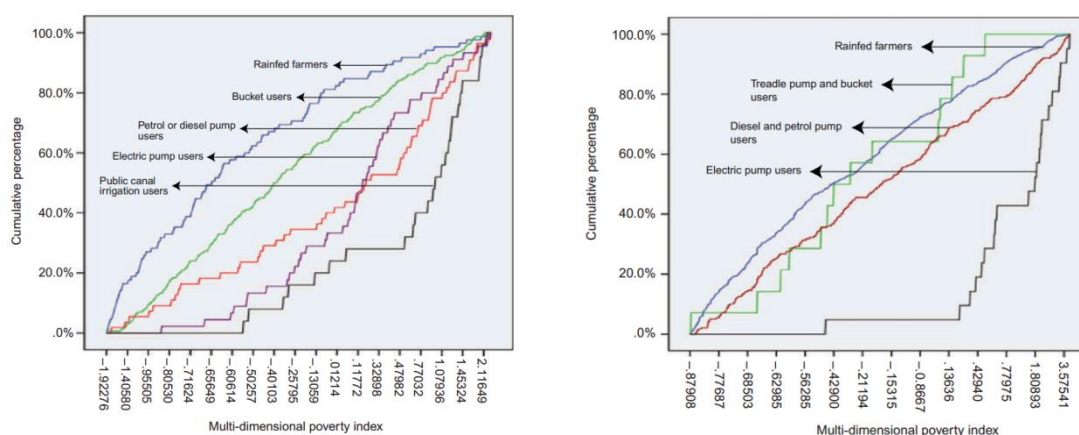 100.0%
80.0%
60.0%
40.0%
20.0%
.0%
Cumulative percentage
Rainfed farmers
Bucket users
Petrol or diesel pump
users
Electric pump users
Public canal
irrigation users
-1.92276
-1.40580
-.95505
-.80530
-.71624
-.65649
-.60614
-.50257
-.40103
-.25795
-.13059
.01214
.11772
.32898
.47982
.77032
1.07936
1.45324
2.11649
Multi-dimensional poverty index
100.0%
80.0%
60.0%
40.0%
20.0%
.0%
Cumulative percentage
Rainfed farmers
Treadle pump and bucket
users
Diesel and petrol pump
users
Electric pump users
-.87908
-.77687
-.68503
-.62985
-.56285
-.42900
-.21194
-.15315
-0.8667
.13636
.42940
.77975
1.80893
3.57541
Multi-dimensional poverty index